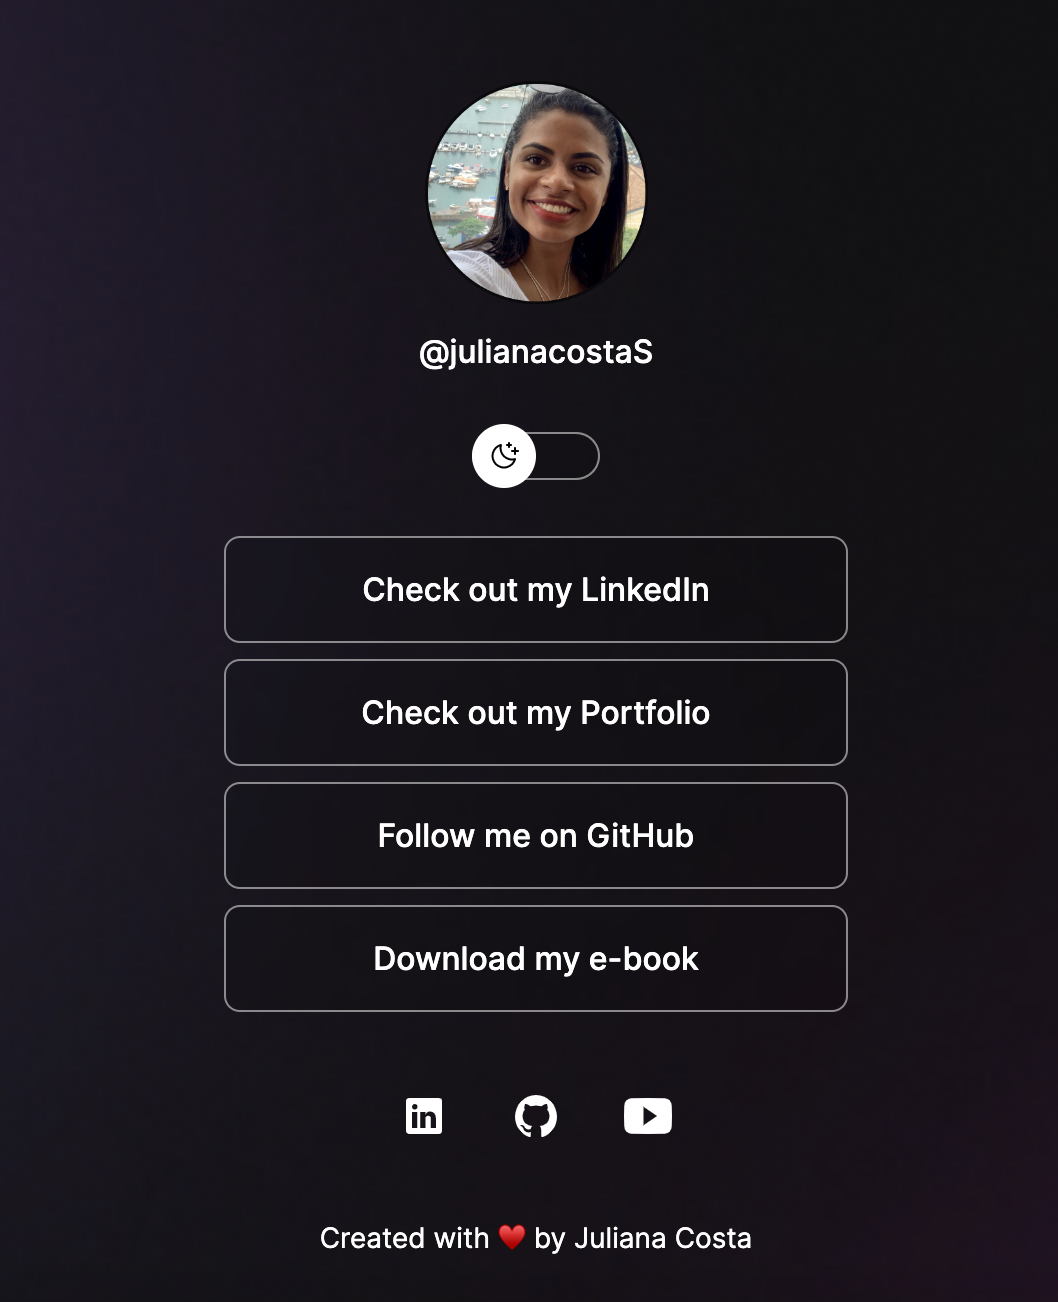 @julianacostaS
Check out my LinkedIn
Check out my Portfolio
Follow me on GitHub
Download my e-book
in
Created with ♥️ by Juliana Costa